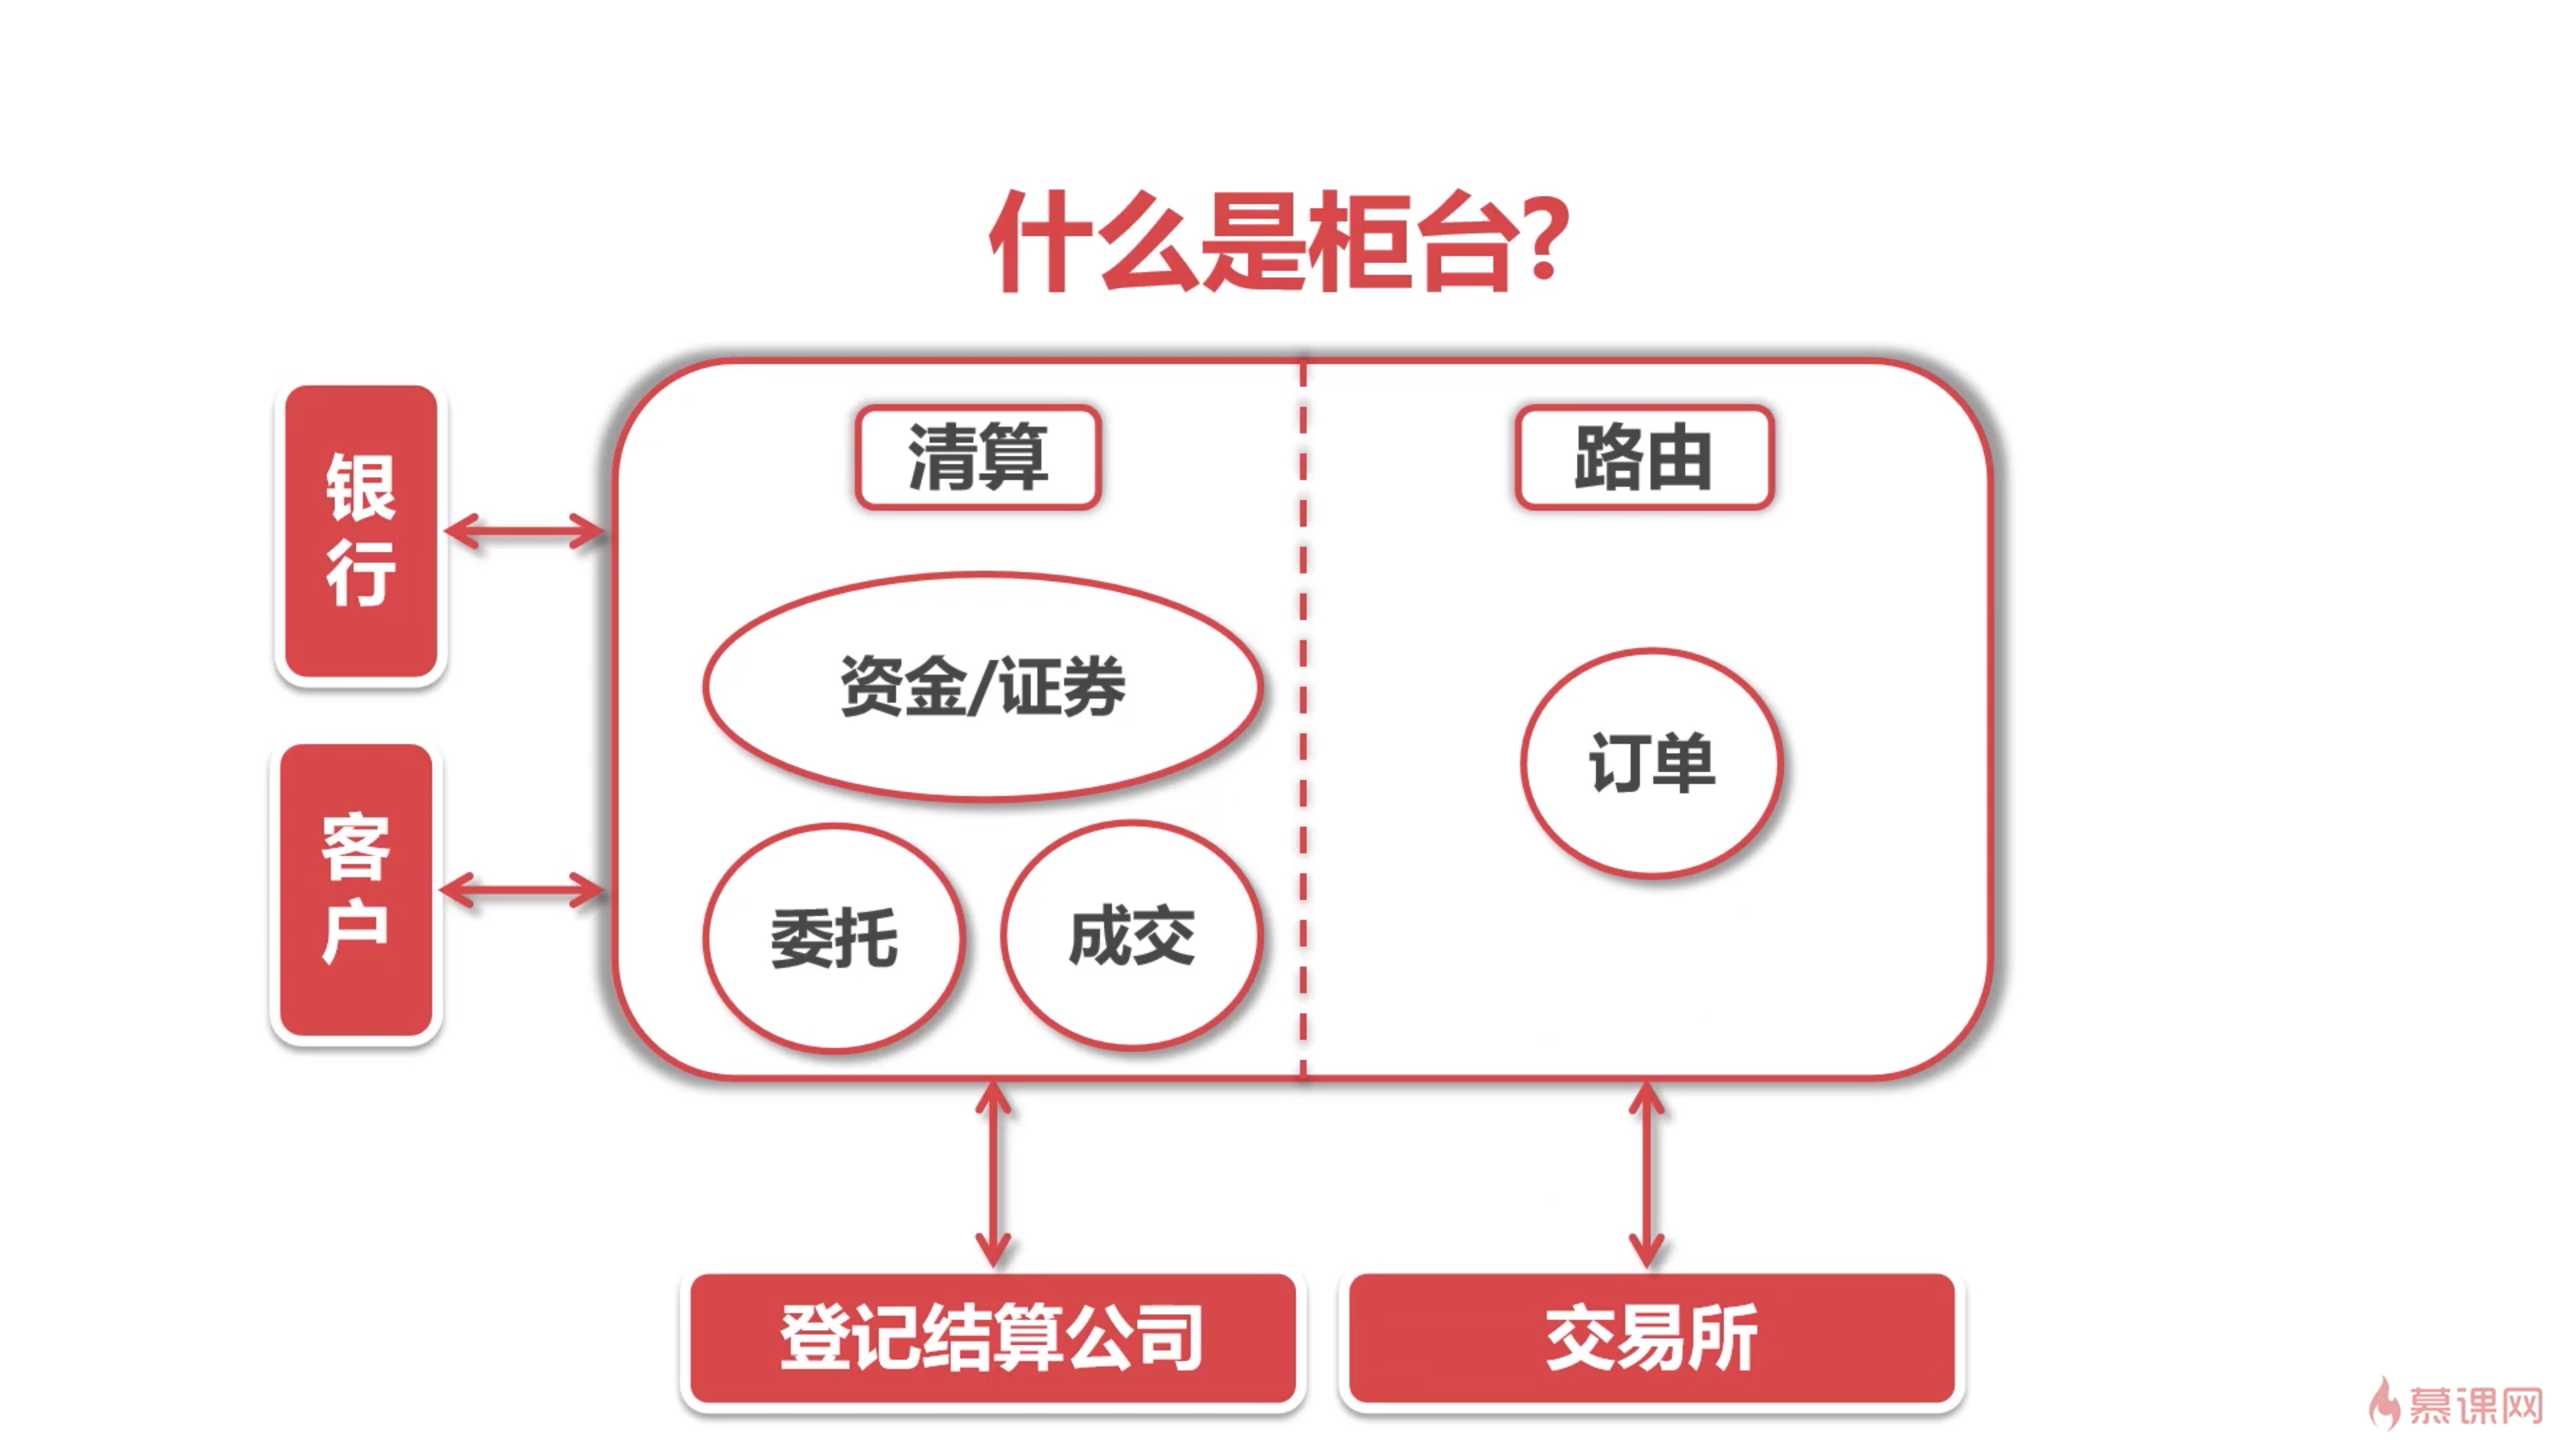 什么是柜台?
银行
客户
清算
路由
资金/证券
订单
委托
成交
登记结算公司
交易所
慕课网